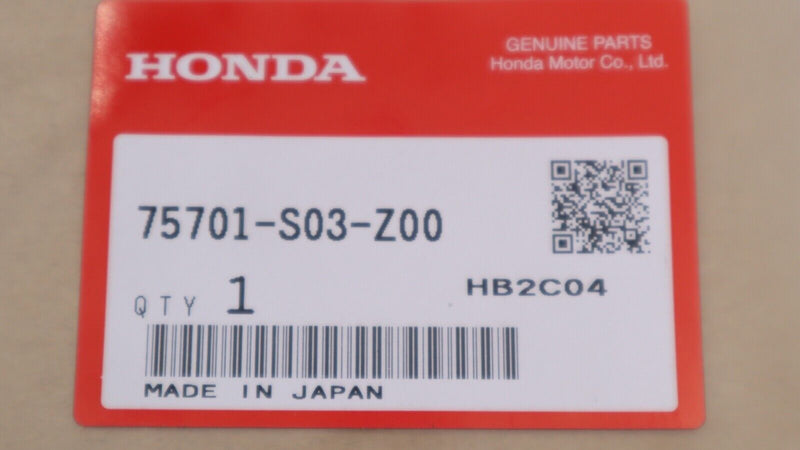 HONDA
GENUINE PARTS
Honda Motor Co., Ltd.
75701-S03-Z00
HB2C04
QTY 1
MADE IN JAPAN